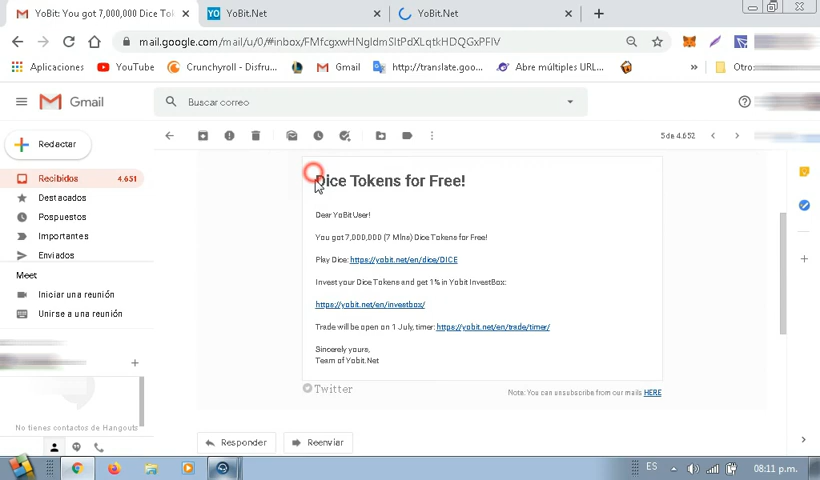 YoBit: You got 7,000,000 Dice To
YoBit.Net
YoBit.Net
mail.google.com/mail/u/0/#inbox/FMfcgxwHNgldmSltPdXLqtkHDQGxPFlV
Aplicaciones
YouTube
Crunchyroll - Disfru...
Gmail
http://translate.goo...
Abre múltiples URL...
»
Otro
Gmail
Buscar correo
Redactar
5 de 4.652
Recibidos 4.651
Destacados
Pospuestos
Importantes
Enviados
Meet
Iniciar una reunión
Unirse a una reunión
No tienes contactos de Hangouts
Dice Tokens for Free!
Dear YoBit User!
You got 7,000,000 (7 Mlns) Dice Tokens for Free!
Play Dice: https://yobit.net/en/dice/DICE
Invest your Dice Tokens and get 1% in Yobit InvestBox:
https://yobit.net/en/investbox/
Trade will be open on 1 July, timer: https://yobit.net/en/trade/timer/
Sincerely yours,
Team of Yobit.Net
Twitter
Note: You can unsubscribe from our mails HERE
Responder
Reenviar
ES
08:11 p.m.